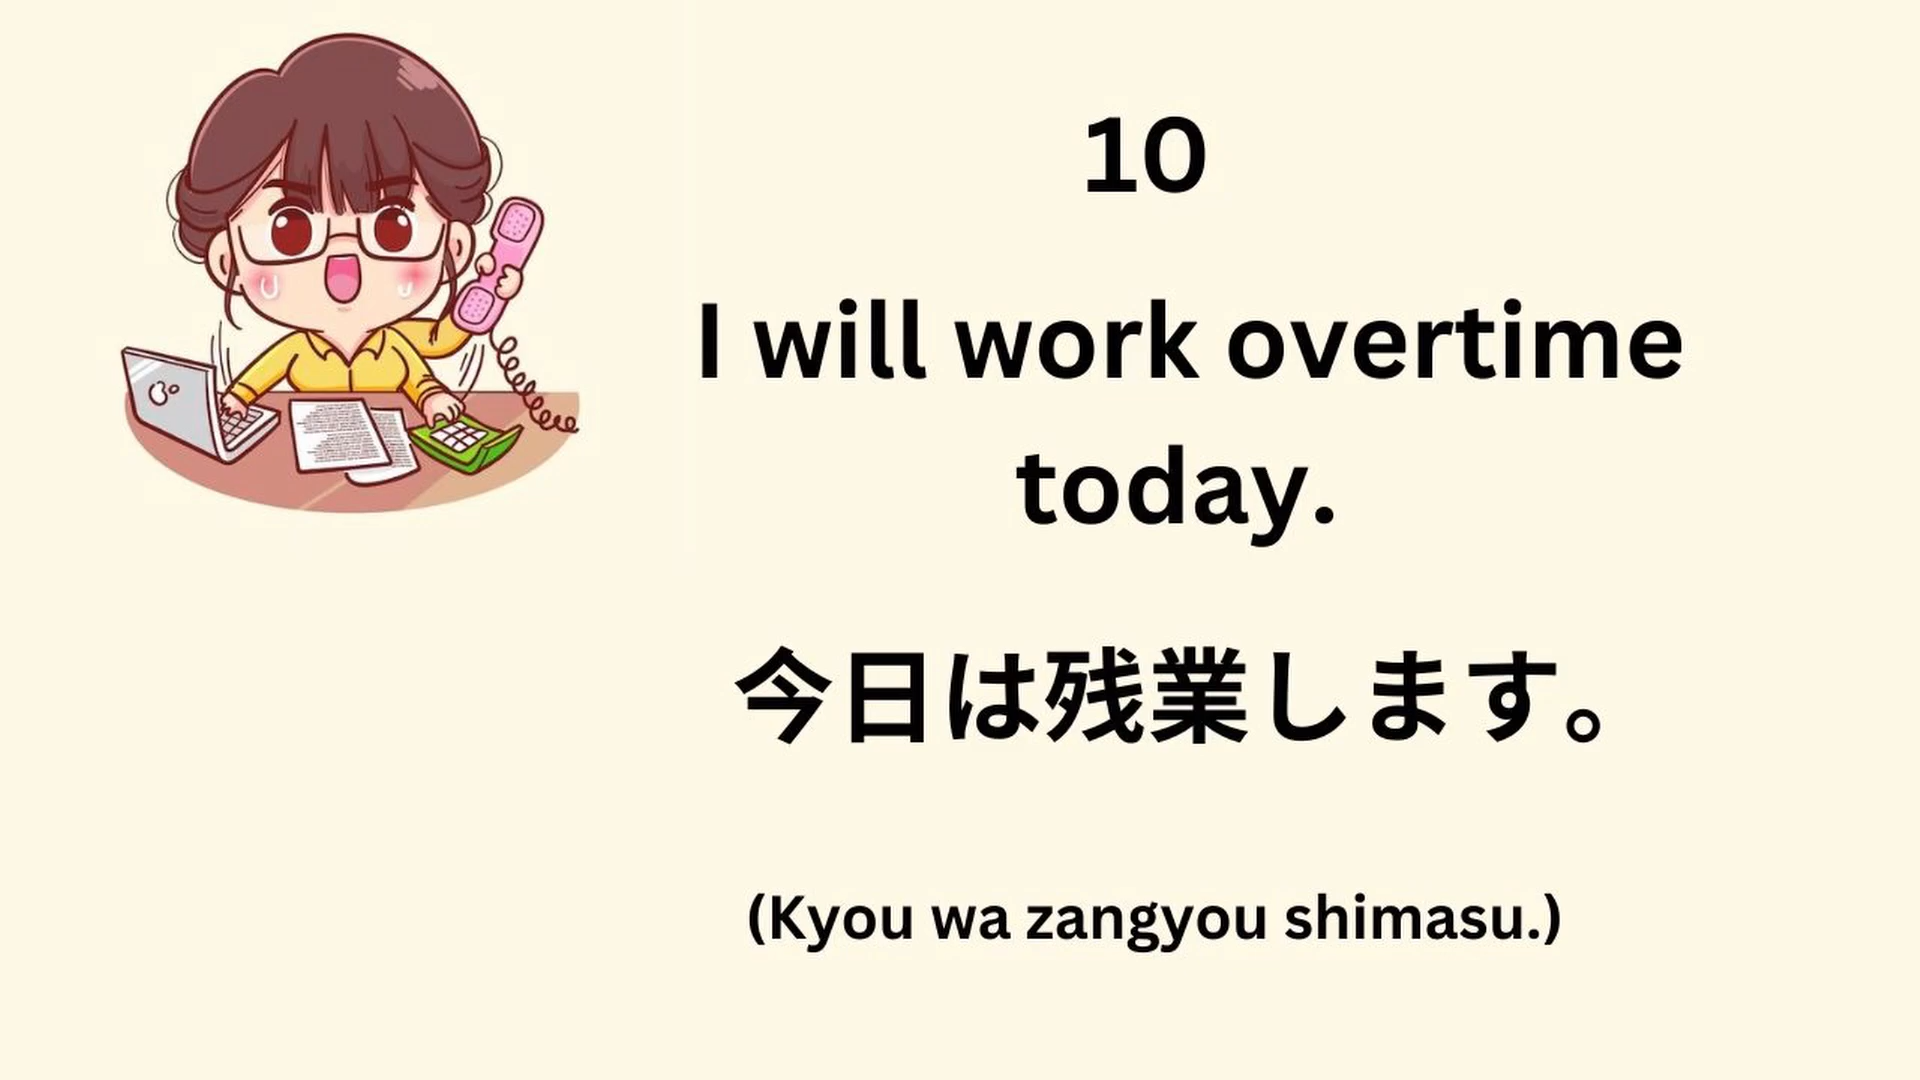 10
I will work overtime
today.
今日は残業します。
(Kyou wa zangyou shimasu.)